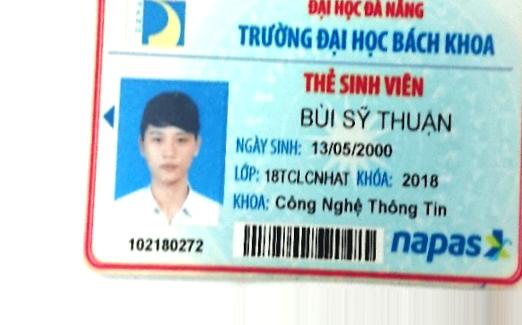 ĐẠI HỌC ĐÀ NẴNG
TRƯỜNG ĐẠI HỌC BÁCH KHOA
THẺ SINH VIÊN
BÙI SỸ THUẬN
NGÀY SINH: 13/05/2000
LỚP: 18TCLCNHAT KHÓA: 2018
KHOA: Công Nghệ Thông Tin
102180272
napas